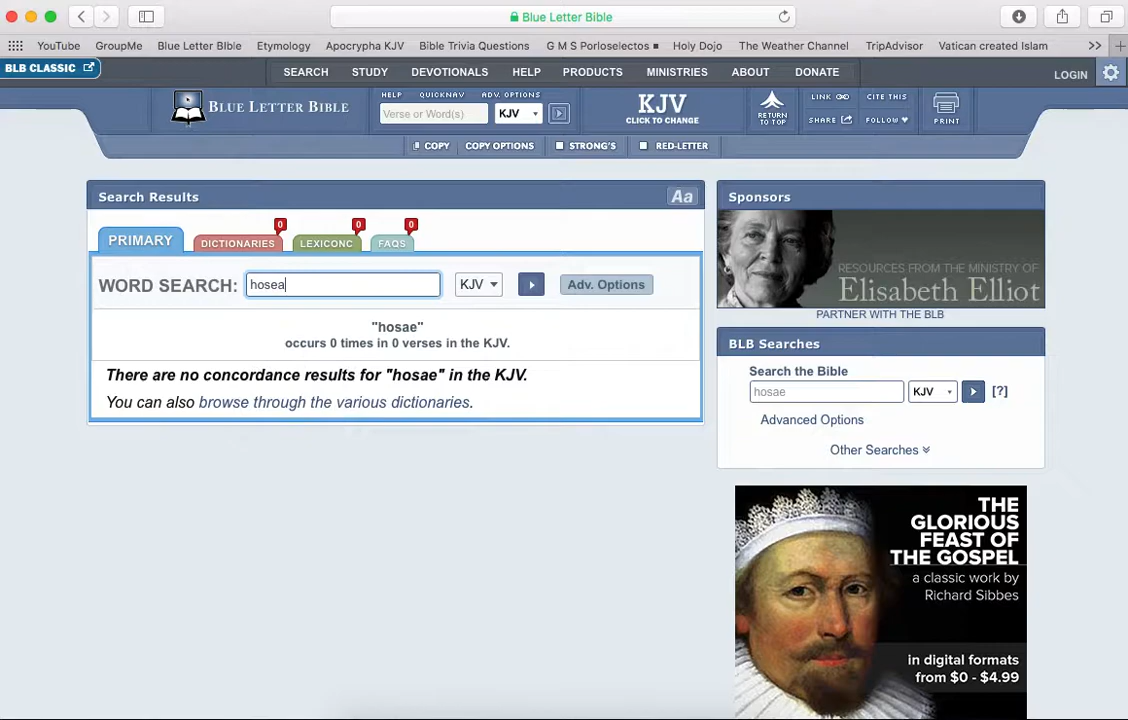 Blue Letter Bible
YouTube GroupMe Blue Letter BIble Etymology Apocrypha KJV Bible Trivia Questions G M S Porloselectos ■ Holy Dojo The Weather Channel TripAdvisor Vatican created Islam >> +
BLB CLASSIC
SEARCH STUDY DEVOTIONALS HELP PRODUCTS MINISTRIES ABOUT DONATE
LOGIN
BLUE LETTER BIBLE
HELP QUICKNAV ADV. OPTIONS
Verse or Word(s) KJV
KJV
CLICK TO CHANGE
RETURN
TO TOP
LINK CITE THIS
SHARE FOLLOW
PRINT
COPY COPY OPTIONS STRONG'S RED-LETTER
Search Results Aa
PRIMARY
DICTIONARIES 0
LEXICONC 0
FAQS 0
WORD SEARCH: hosea KJV Adv. Options
"hosae"
occurs 0 times in 0 verses in the KJV.
There are no concordance results for "hosae" in the KJV.
You can also browse through the various dictionaries.
Sponsors
RESOURCES FROM THE MINISTRY OF
Elisabeth Elliot
PARTNER WITH THE BLB
BLB Searches
Search the Bible
hosae KJV [?]
Advanced Options
Other Searches
THE
GLORIOUS
FEAST OF
THE GOSPEL
a classic work by
Richard Sibbes
in digital formats
from $0 - $4.99